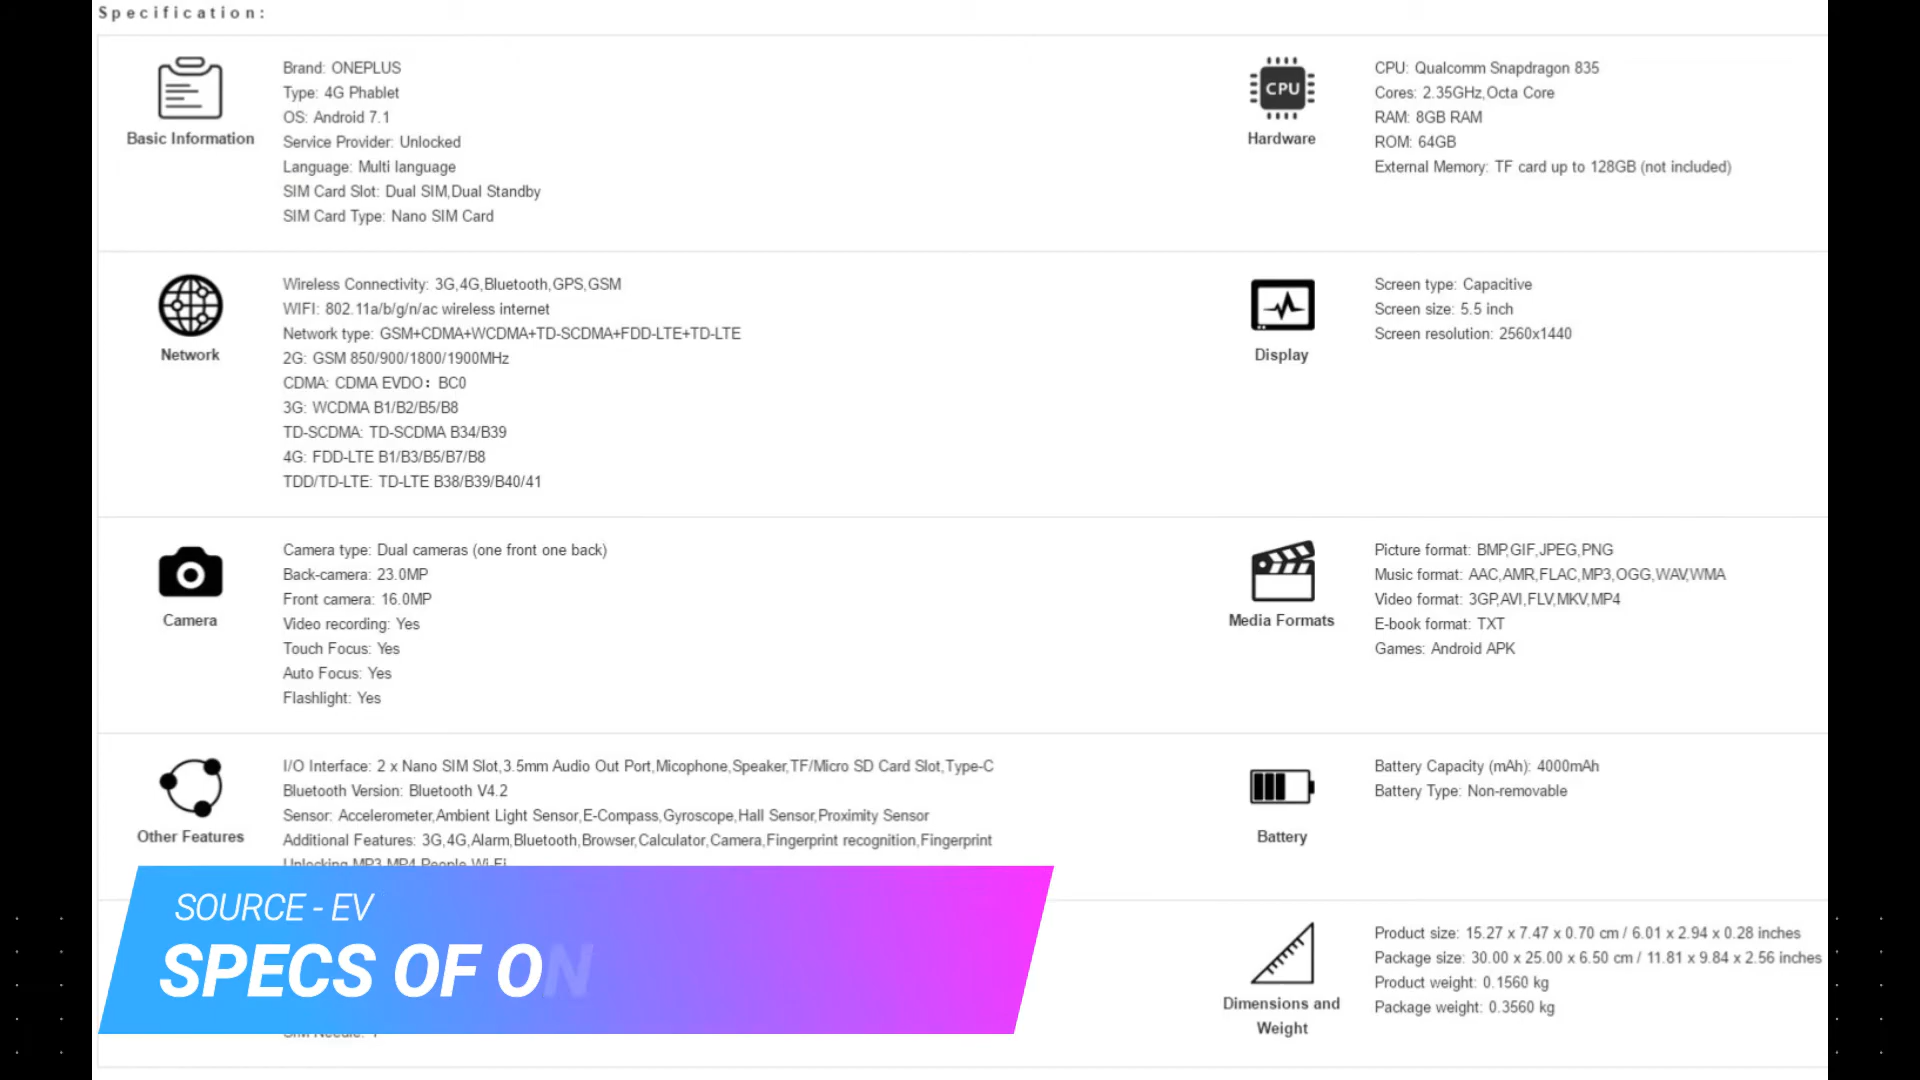 Specification:
Basic Information
Brand: ONEPLUS
Type: 4G Phablet
OS: Android 7.1
Service Provider: Unlocked
Language: Multi language
SIM Card Slot: Dual SIM,Dual Standby
SIM Card Type: Nano SIM Card
CPU
Hardware
CPU: Qualcomm Snapdragon 835
Cores: 2.35GHz,Octa Core
RAM: 8GB RAM
ROM: 64GB
External Memory: TF card up to 128GB (not included)
Network
Wireless Connectivity: 3G,4G,Bluetooth,GPS,GSM
WIFI: 802.11a/b/g/n/ac wireless internet
Network type: GSM+CDMA+WCDMA+TD-SCDMA+FDD-LTE+TD-LTE
2G: GSM 850/900/1800/1900MHz
CDMA: CDMA EVDO：BC0
3G: WCDMA B1/B2/B5/B8
TD-SCDMA: TD-SCDMA B34/B39
4G: FDD-LTE B1/B3/B5/B7/B8
TDD/TD-LTE: TD-LTE B38/B39/B40/41
Display
Screen type: Capacitive
Screen size: 5.5 inch
Screen resolution: 2560x1440
Camera
Camera type: Dual cameras (one front one back)
Back-camera: 23.0MP
Front camera: 16.0MP
Video recording: Yes
Touch Focus: Yes
Auto Focus: Yes
Flashlight: Yes
Media Formats
Picture format: BMP,GIF,JPEG,PNG
Music format: AAC,AMR,FLAC,MP3,OGG,WAV,WMA
Video format: 3GP,AVI,FLV,MKV,MP4
E-book format: TXT
Games: Android APK
Other Features
I/O Interface: 2 x Nano SIM Slot,3.5mm Audio Out Port,Micophone,Speaker,TF/Micro SD Card Slot,Type-C
Bluetooth Version: Bluetooth V4.2
Sensor: Accelerometer,Ambient Light Sensor,E-Compass,Gyroscope,Hall Sensor,Proximity Sensor
Additional Features: 3G,4G,Alarm,Bluetooth,Browser,Calculator,Camera,Fingerprint recognition,Fingerprint
Unlocking,MP3,MP4,People,Wi-Fi
Battery
Battery Capacity (mAh): 4000mAh
Battery Type: Non-removable
Dimensions and
Weight
Product size: 15.27 x 7.47 x 0.70 cm / 6.01 x 2.94 x 0.28 inches
Package size: 30.00 x 25.00 x 6.50 cm / 11.81 x 9.84 x 2.56 inches
Product weight: 0.1560 kg
Package weight: 0.3560 kg
SOURCE - EV
SPECS OF ON
SIM Needle: 1